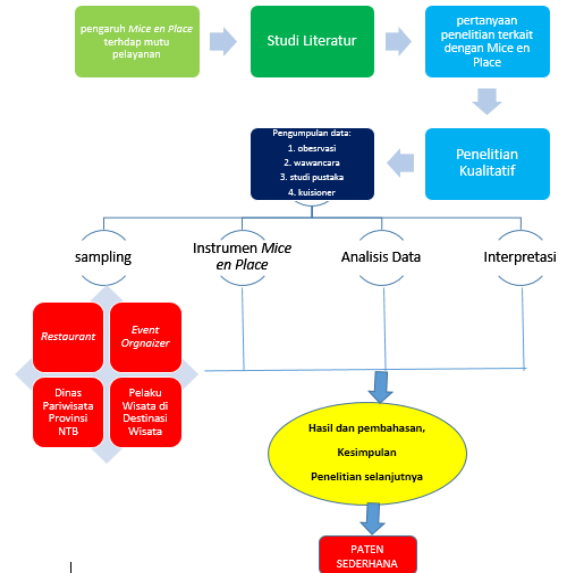 pengaruh Mice en Place
terhdap mutu
pelayanan
Studi Literatur
pertanyaan
penelitian terkait
dengan Mice en
Place
Pengumpulan data:
1. obesrvasi
2. wawancara
3. studi pustaka
4. kuisioner
Penelitian
Kualitatif
sampling
Instrumen Mice
en Place
Analisis Data
Interpretasi
Restaurant
Event
Orgnaizer
Dinas
Pariwisata
Provinsi
NTB
Pelaku
Wisata di
Destinasi
Wisata
Hasil dan pembahasan,
Kesimpulan
Penelitian selanjutnya
PATEN
SEDERHANA